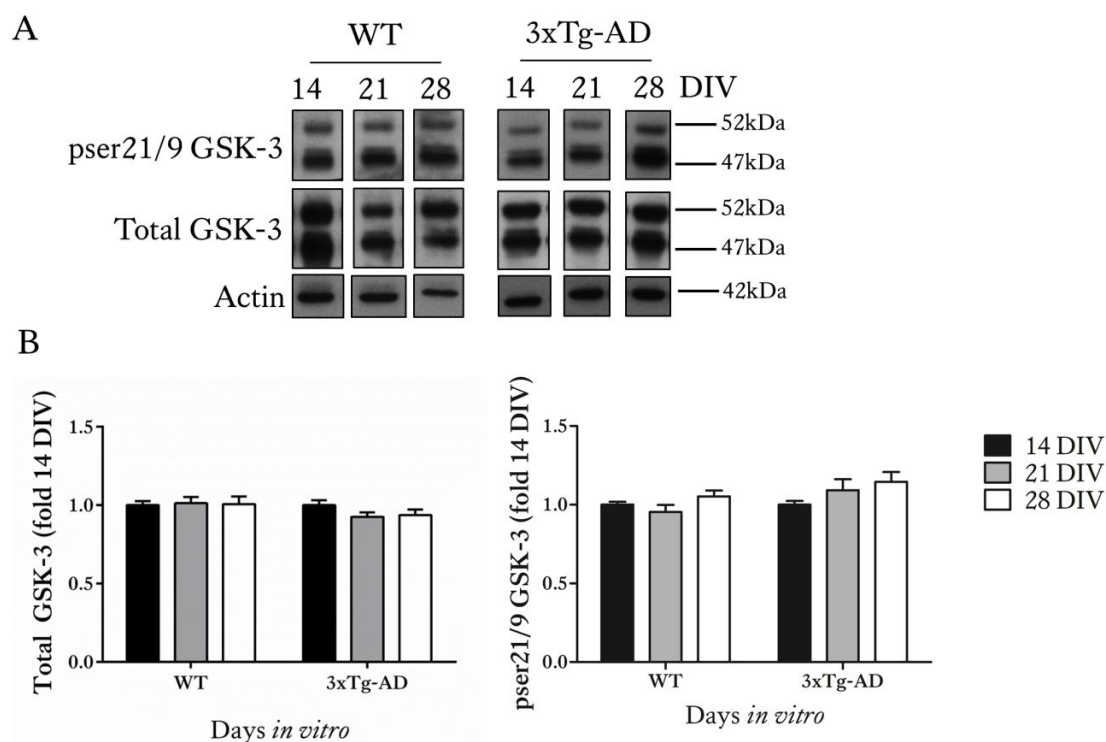 A
WT 3xTg-AD
14 21 28 14 21 28 DIV
pser21/9 GSK-3 52kDa
47kDa
Total GSK-3 52kDa
47kDa
Actin 42kDa
B
Total GSK-3 (fold 14 DIV)
1.5
1.0
0.5
0.0
WT 3xTg-AD
Days in vitro
pser21/9 GSK-3 (fold 14 DIV)
1.5
1.0
0.5
0.0
WT 3xTg-AD
Days in vitro
14 DIV
21 DIV
28 DIV